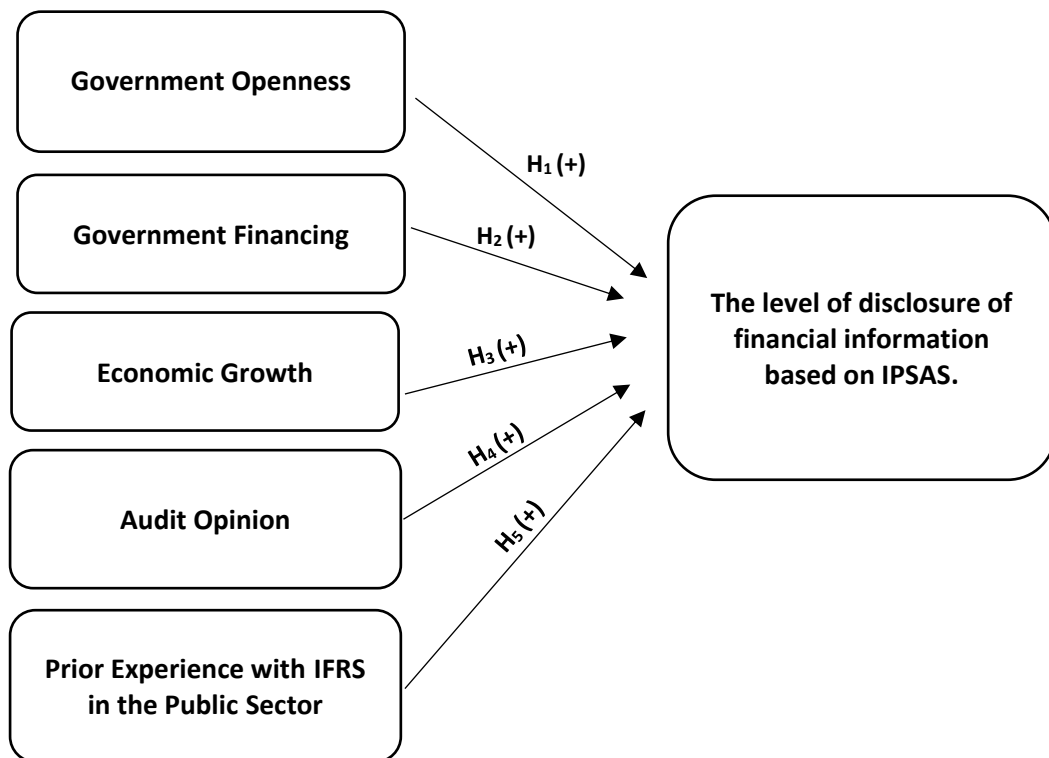 Government Openness
H₁ (+)
Government Financing
H₂ (+)
The level of disclosure of
financial information
based on IPSAS.
Economic Growth
H₃ (+)
Audit Opinion
H₄ (+)
H₅ (+)
Prior Experience with IFRS
in the Public Sector